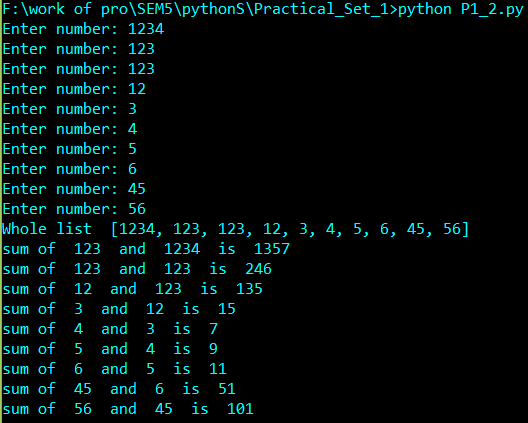 F:\work of pro\SEM5\pythonS\Practical_Set_1>python P1_2.py
Enter number: 1234
Enter number: 123
Enter number: 123
Enter number: 12
Enter number: 3
Enter number: 4
Enter number: 5
Enter number: 6
Enter number: 45
Enter number: 56
Whole list  [1234, 123, 123, 12, 3, 4, 5, 6, 45, 56]
sum of  123  and  1234  is  1357
sum of  123  and  123  is  246
sum of  12  and  123  is  135
sum of  3  and  12  is  15
sum of  4  and  3  is  7
sum of  5  and  4  is  9
sum of  6  and  5  is  11
sum of  45  and  6  is  51
sum of  56  and  45  is  101